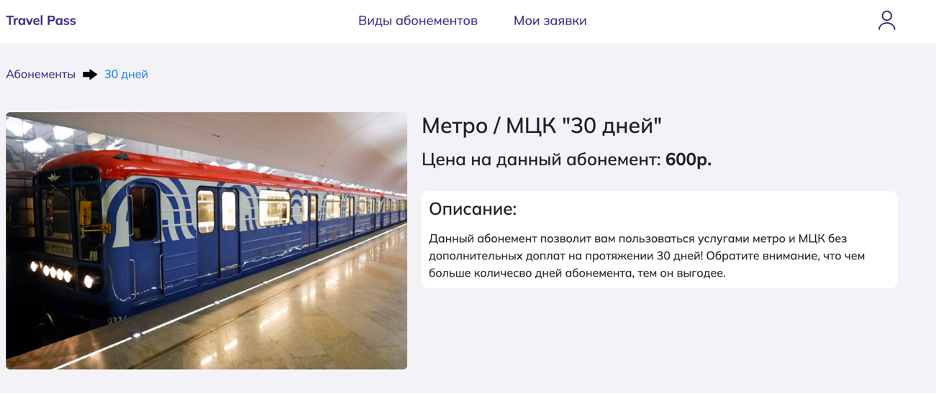 Travel Pass
Виды абонементов
Мои заявки
Абонементы
30 дней
Метро / МЦК "30 дней"
Цена на данный абонемент: 600р.
Описание:
Данный абонемент позволит вам пользоваться услугами метро и МЦК без
дополнительных доплат на протяжении 30 дней! Обратите внимание, что чем
больше количесво дней абонемента, тем он выгодее.